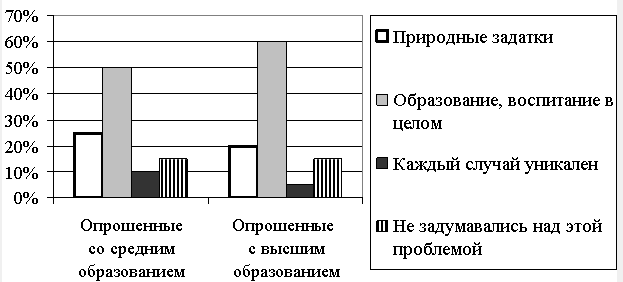 70%
60%
50%
40%
30%
20%
10%
0%
Опрошенные
со средним
образованием
Опрошенные
с высшим
образованием
Природные задатки
Образование, воспитание в
целом
Каждый случай уникален
Не задумавались над этой
проблемой